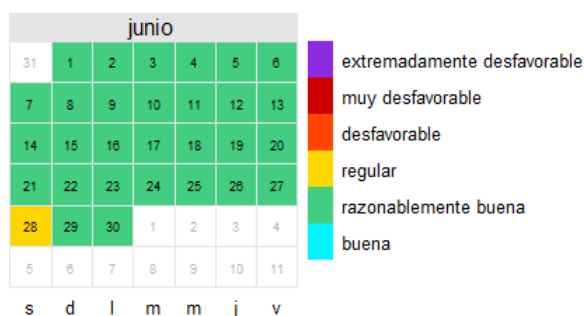 junio
31 1 2 3 4 5 6
7 8 9 10 11 12 13
14 15 16 17 18 19 20
21 22 23 24 25 26 27
28 29 30 1 2 3 4
5 6 7 8 9 10 11
s d l m m j v
extremadamente desfavorable
muy desfavorable
desfavorable
regular
razonablemente buena
buena